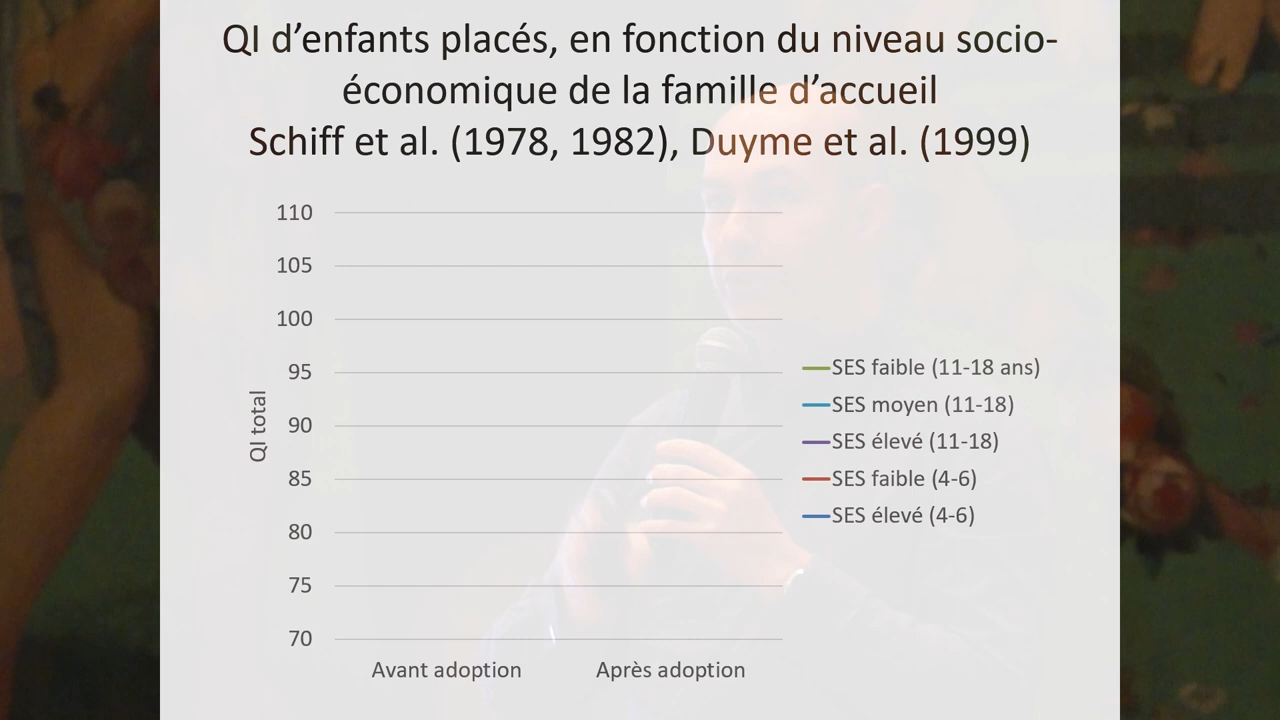 QI d’enfants placés, en fonction du niveau socio-
économique de la famille d’accueil
Schiff et al. (1978, 1982), Duyme et al. (1999)
110
105
100
95
90
85
80
75
70
QI total
Avant adoption
Après adoption
SES faible (11-18 ans)
SES moyen (11-18)
SES élevé (11-18)
SES faible (4-6)
SES élevé (4-6)